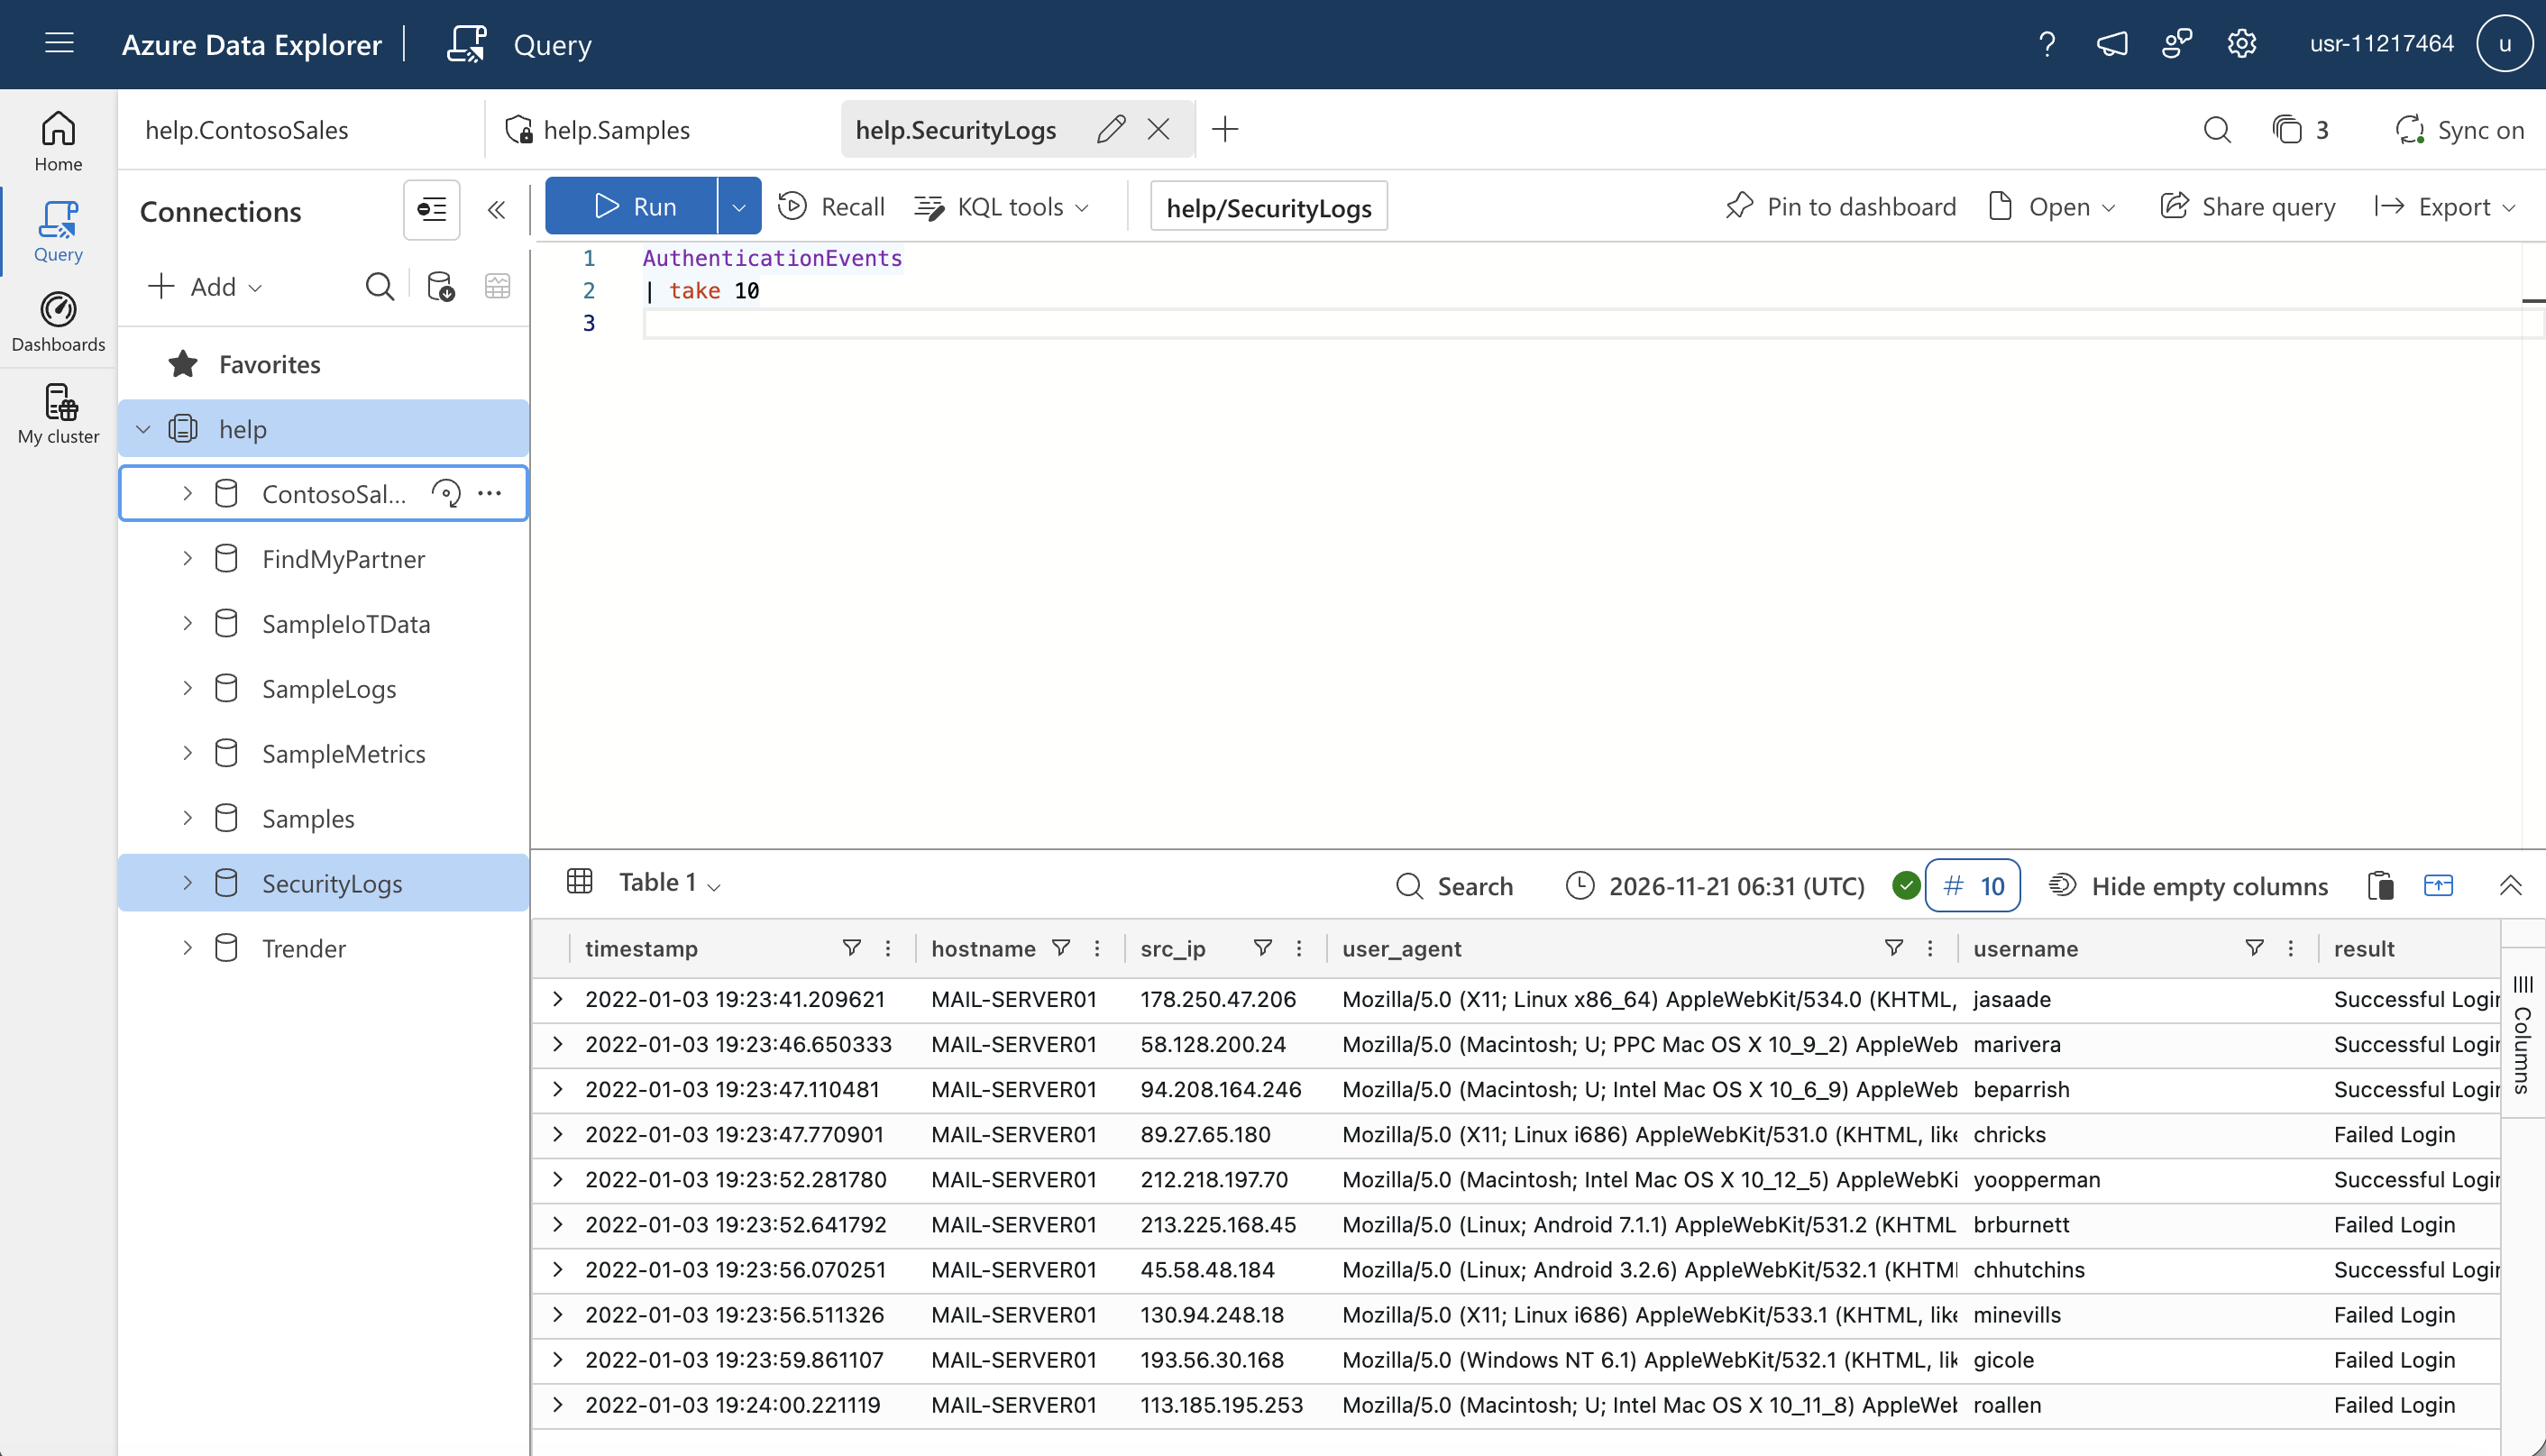 Azure Data Explorer
Query
?
usr-11217464
u
Home
Query
Dashboards
My cluster
help.ContosoSales
help.Samples
help.SecurityLogs
3
Sync on
Connections
Add
Favorites
help
ContosoSal...
FindMyPartner
SampleIoTData
SampleLogs
SampleMetrics
Samples
SecurityLogs
Trender
Run
Recall
KQL tools
help/SecurityLogs
Pin to dashboard
Open
Share query
Export
1 AuthenticationEvents
2 | take 10
3
Table 1
Search
2026-11-21 06:31 (UTC)
# 10
Hide empty columns
timestamp hostname src_ip user_agent username result
2022-01-03 19:23:41.209621 MAIL-SERVER01 178.250.47.206 Mozilla/5.0 (X11; Linux x86_64) AppleWebKit/534.0 (KHTML, jasaade Successful Login
2022-01-03 19:23:46.650333 MAIL-SERVER01 58.128.200.24 Mozilla/5.0 (Macintosh; U; PPC Mac OS X 10_9_2) AppleWeb marivera Successful Login
2022-01-03 19:23:47.110481 MAIL-SERVER01 94.208.164.246 Mozilla/5.0 (Macintosh; U; Intel Mac OS X 10_6_9) AppleWeb beparrish Successful Login
2022-01-03 19:23:47.770901 MAIL-SERVER01 89.27.65.180 Mozilla/5.0 (X11; Linux i686) AppleWebKit/531.0 (KHTML, like chricks Failed Login
2022-01-03 19:23:52.281780 MAIL-SERVER01 212.218.197.70 Mozilla/5.0 (Macintosh; Intel Mac OS X 10_12_5) AppleWebKi yoopperman Successful Login
2022-01-03 19:23:52.641792 MAIL-SERVER01 213.225.168.45 Mozilla/5.0 (Linux; Android 7.1.1) AppleWebKit/531.2 (KHTML brburnett Failed Login
2022-01-03 19:23:56.070251 MAIL-SERVER01 45.58.48.184 Mozilla/5.0 (Linux; Android 3.2.6) AppleWebKit/532.1 (KHTML chhutchins Successful Login
2022-01-03 19:23:56.511326 MAIL-SERVER01 130.94.248.18 Mozilla/5.0 (X11; Linux i686) AppleWebKit/533.1 (KHTML, like minevills Failed Login
2022-01-03 19:23:59.861107 MAIL-SERVER01 193.56.30.168 Mozilla/5.0 (Windows NT 6.1) AppleWebKit/532.1 (KHTML, lik gicole Failed Login
2022-01-03 19:24:00.221119 MAIL-SERVER01 113.185.195.253 Mozilla/5.0 (Macintosh; U; Intel Mac OS X 10_11_8) AppleWeb roallen Failed Login
Columns